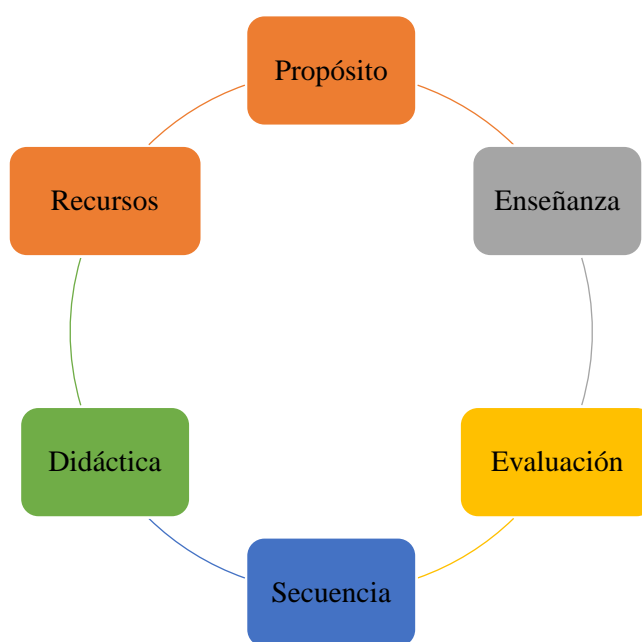 Propósito
Enseñanza
Evaluación
Secuencia
Didáctica
Recursos